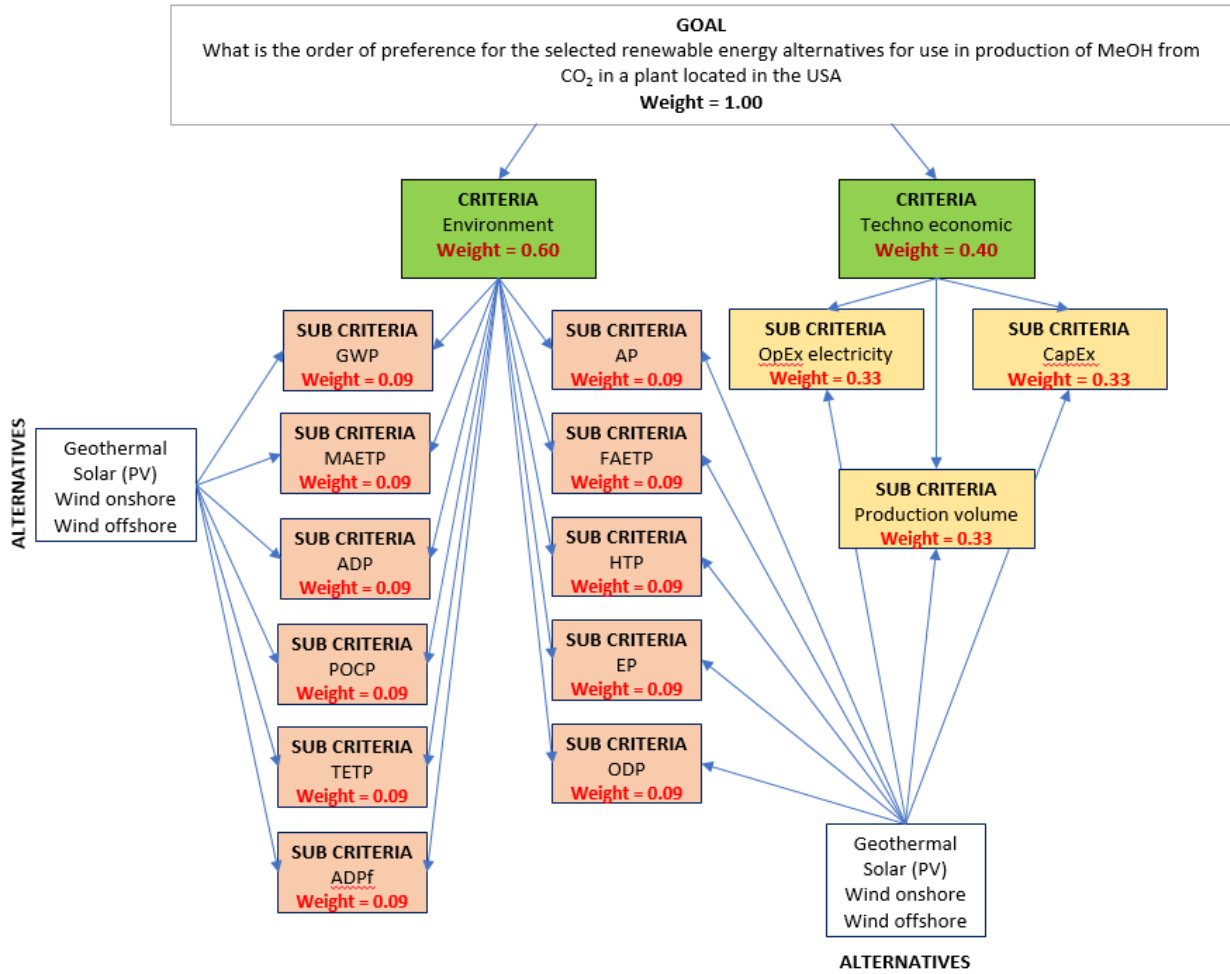 GOAL
What is the order of preference for the selected renewable energy alternatives for use in production of MeOH from
CO₂ in a plant located in the USA
Weight = 1.00
CRITERIA
Environment
Weight = 0.60
CRITERIA
Techno economic
Weight = 0.40
SUB CRITERIA
GWP
Weight = 0.09
SUB CRITERIA
AP
Weight = 0.09
SUB CRITERIA
OpEx electricity
Weight = 0.33
SUB CRITERIA
CapEx
Weight = 0.33
ALTERNATIVES
Geothermal
Solar (PV)
Wind onshore
Wind offshore
SUB CRITERIA
MAETP
Weight = 0.09
SUB CRITERIA
FAETP
Weight = 0.09
SUB CRITERIA
Production volume
Weight = 0.33
SUB CRITERIA
ADP
Weight = 0.09
SUB CRITERIA
HTP
Weight = 0.09
SUB CRITERIA
POCP
Weight = 0.09
SUB CRITERIA
EP
Weight = 0.09
SUB CRITERIA
TETP
Weight = 0.09
SUB CRITERIA
ODP
Weight = 0.09
SUB CRITERIA
ADPf
Weight = 0.09
Geothermal
Solar (PV)
Wind onshore
Wind offshore
ALTERNATIVES